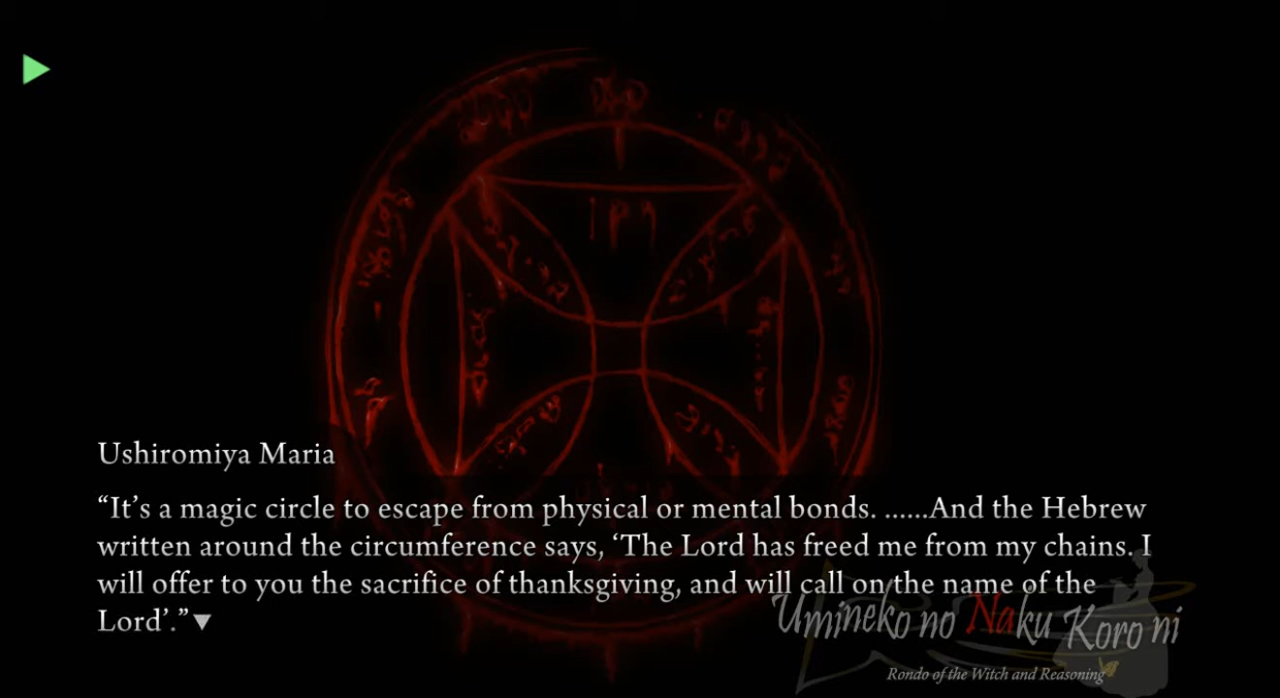 Ushiromiya Maria
“It’s a magic circle to escape from physical or mental bonds. ......And the Hebrew
written around the circumference says, ‘The Lord has freed me from my chains. I
will offer to you the sacrifice of thanksgiving, and will call on the name of the
Lord’.”
Umineko no Naku Koro ni
Rondo of the Witch and Reasoning